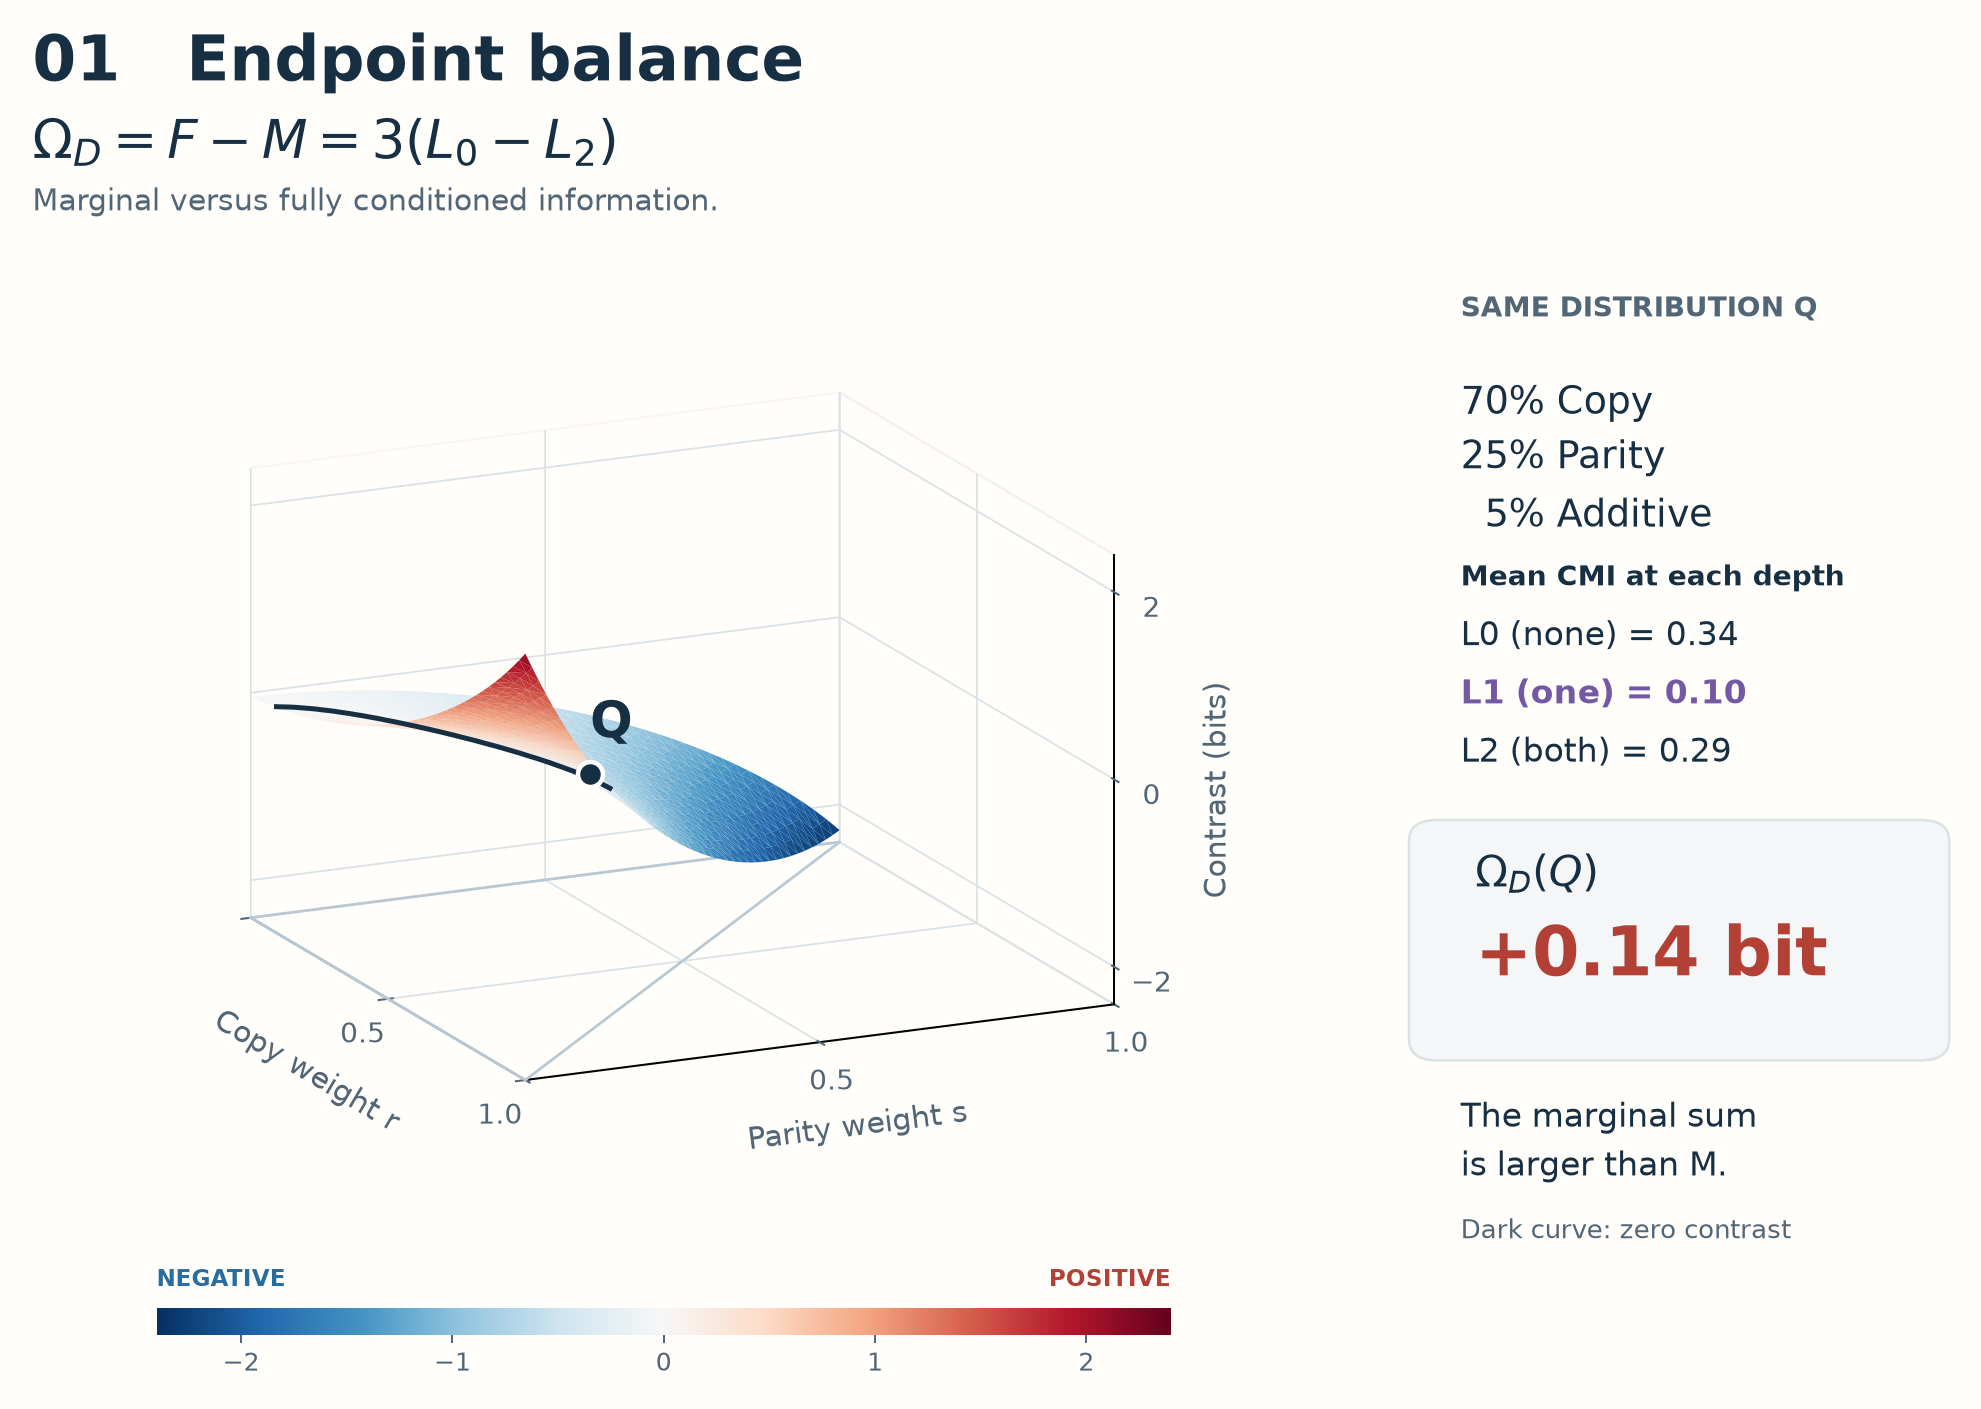 01 Endpoint balance
Ω_D = F − M = 3(L₀ − L₂)
Marginal versus fully conditioned information.
SAME DISTRIBUTION Q
70% Copy
25% Parity
5% Additive
Mean CMI at each depth
L0 (none) = 0.34
L1 (one) = 0.10
L2 (both) = 0.29
Ω_D(Q)
+0.14 bit
The marginal sum
is larger than M.
Dark curve: zero contrast
Q
2
0
−2
Contrast (bits)
0.5
1.0
Copy weight r
0.5
1.0
Parity weight s
NEGATIVE
POSITIVE
−2 −1 0 1 2